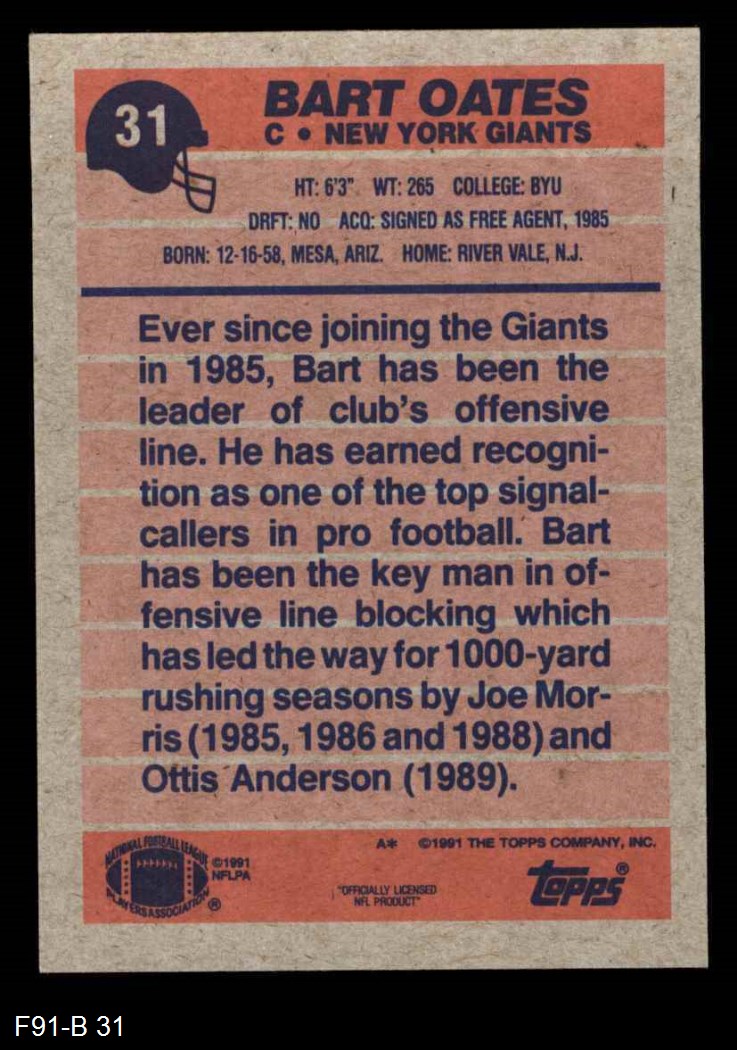 31
BART OATES
C • NEW YORK GIANTS
HT: 6'3" WT: 265 COLLEGE: BYU
DRFT: NO ACQ: SIGNED AS FREE AGENT, 1985
BORN: 12-16-58, MESA, ARIZ. HOME: RIVER VALE, N.J.
Ever since joining the Giants
in 1985, Bart has been the
leader of club's offensive
line. He has earned recogni-
tion as one of the top signal-
callers in pro football. Bart
has been the key man in of-
fensive line blocking which
has led the way for 1000-yard
rushing seasons by Joe Mor-
ris (1985, 1986 and 1988) and
Ottis Anderson (1989).
A* ©1991 THE TOPPS COMPANY, INC.
NATIONAL FOOTBALL LEAGUE
PLAYERS ASSOCIATION ®
©1991
NFLPA
"OFFICIALLY LICENSED
NFL PRODUCT"
topps®
F91-B 31